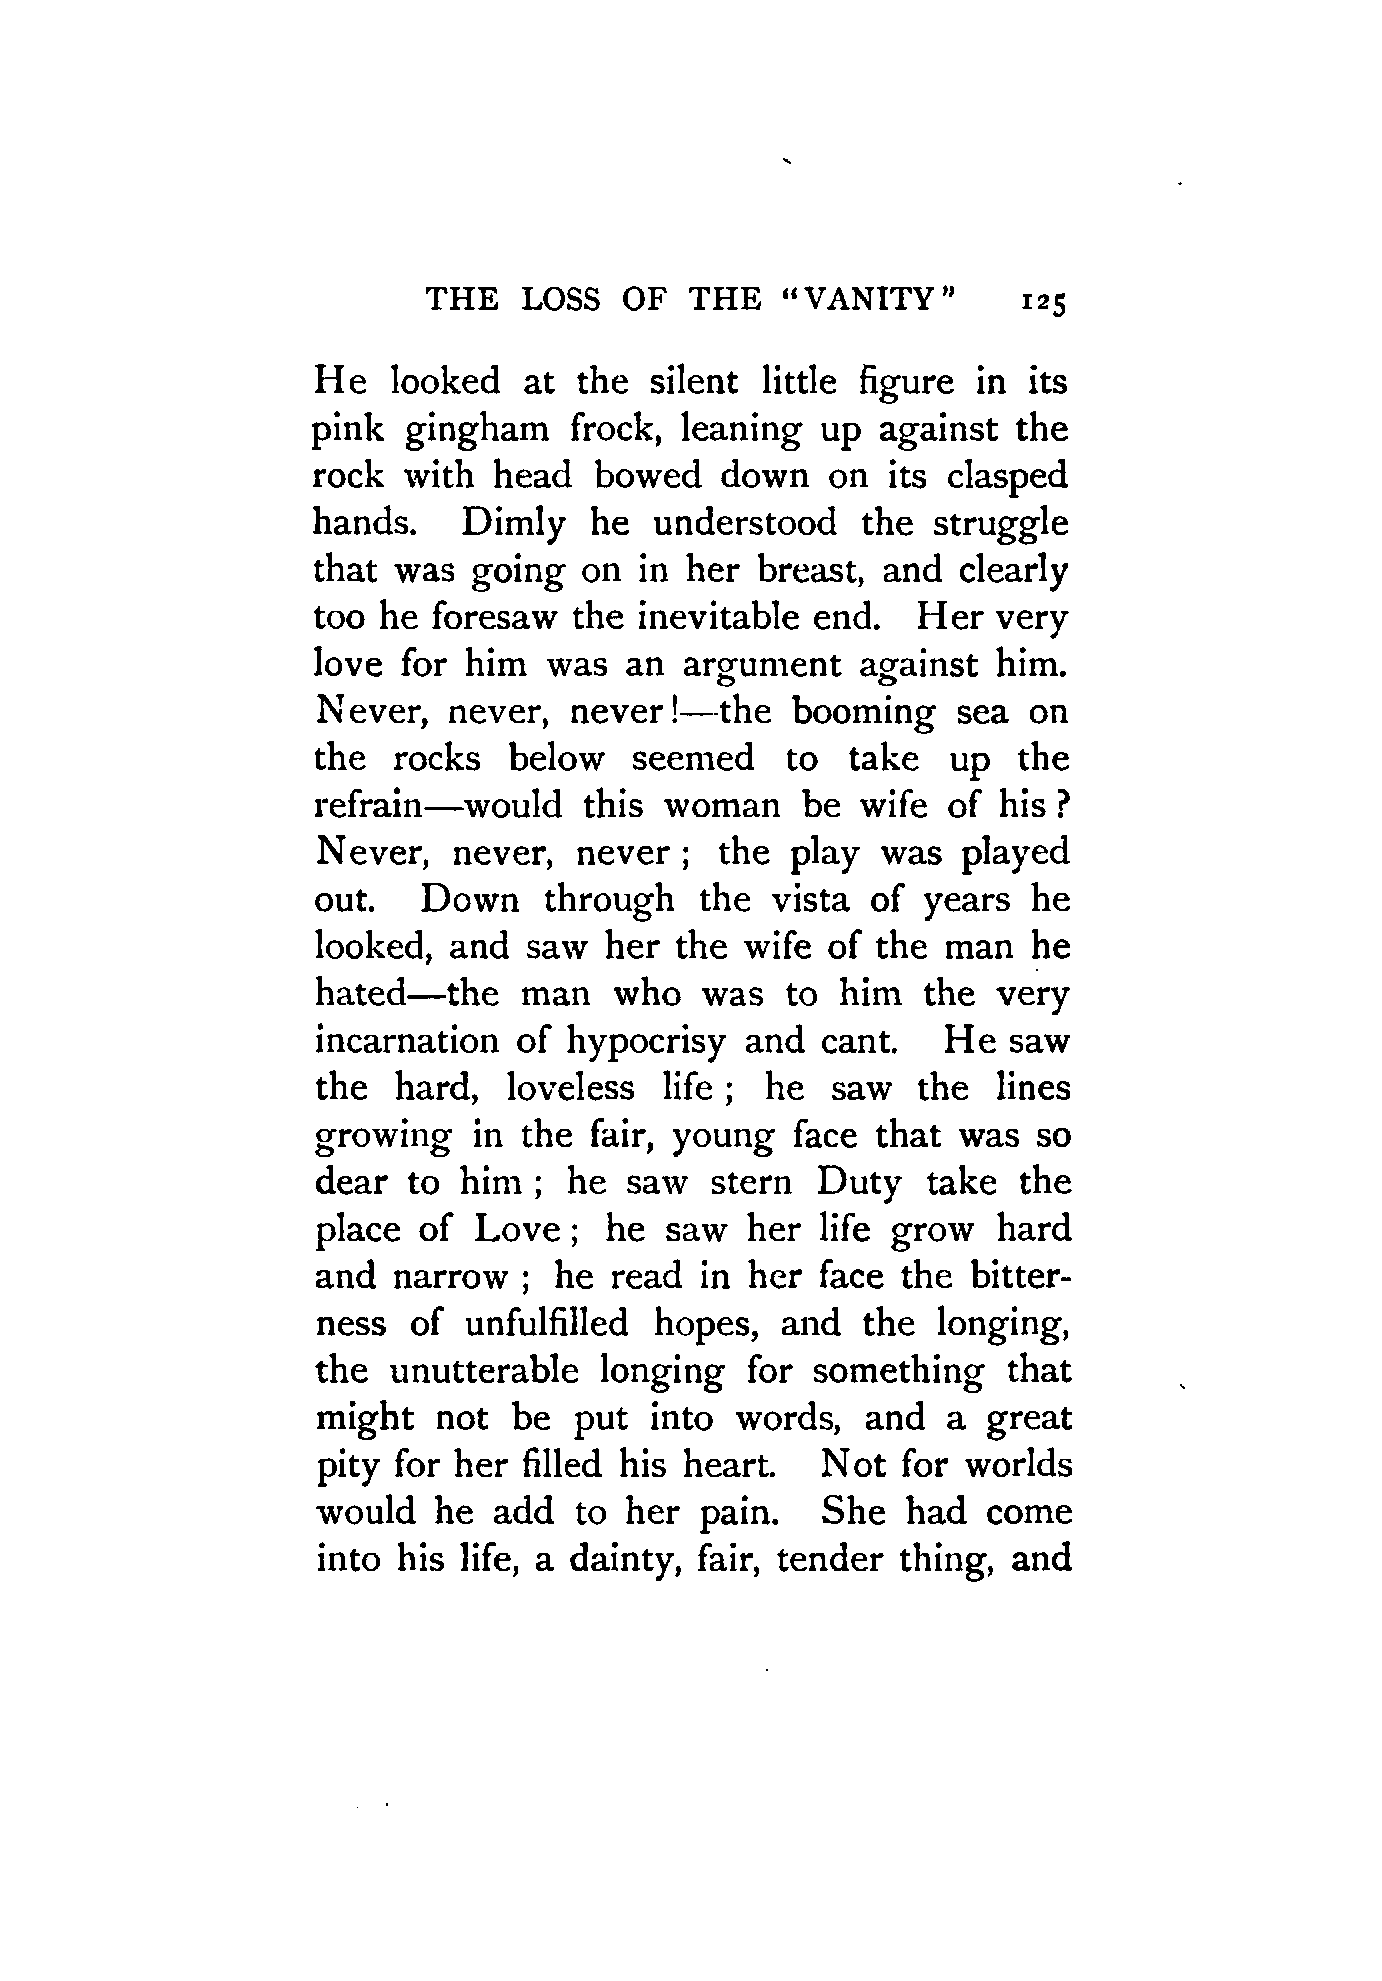 THE LOSS OF THE "VANITY" 125
He looked at the silent little figure in its
pink gingham frock, leaning up against the
rock with head bowed down on its clasped
hands. Dimly he understood the struggle
that was going on in her breast, and clearly
too he foresaw the inevitable end. Her very
love for him was an argument against him.
Never, never, never!—the booming sea on
the rocks below seemed to take up the
refrain—would this woman be wife of his?
Never, never, never; the play was played
out. Down through the vista of years he
looked, and saw her the wife of the man he
hated—the man who was to him the very
incarnation of hypocrisy and cant. He saw
the hard, loveless life; he saw the lines
growing in the fair, young face that was so
dear to him; he saw stern Duty take the
place of Love; he saw her life grow hard
and narrow; he read in her face the bitter-
ness of unfulfilled hopes, and the longing,
the unutterable longing for something that
might not be put into words, and a great
pity for her filled his heart. Not for worlds
would he add to her pain. She had come
into his life, a dainty, fair, tender thing, and